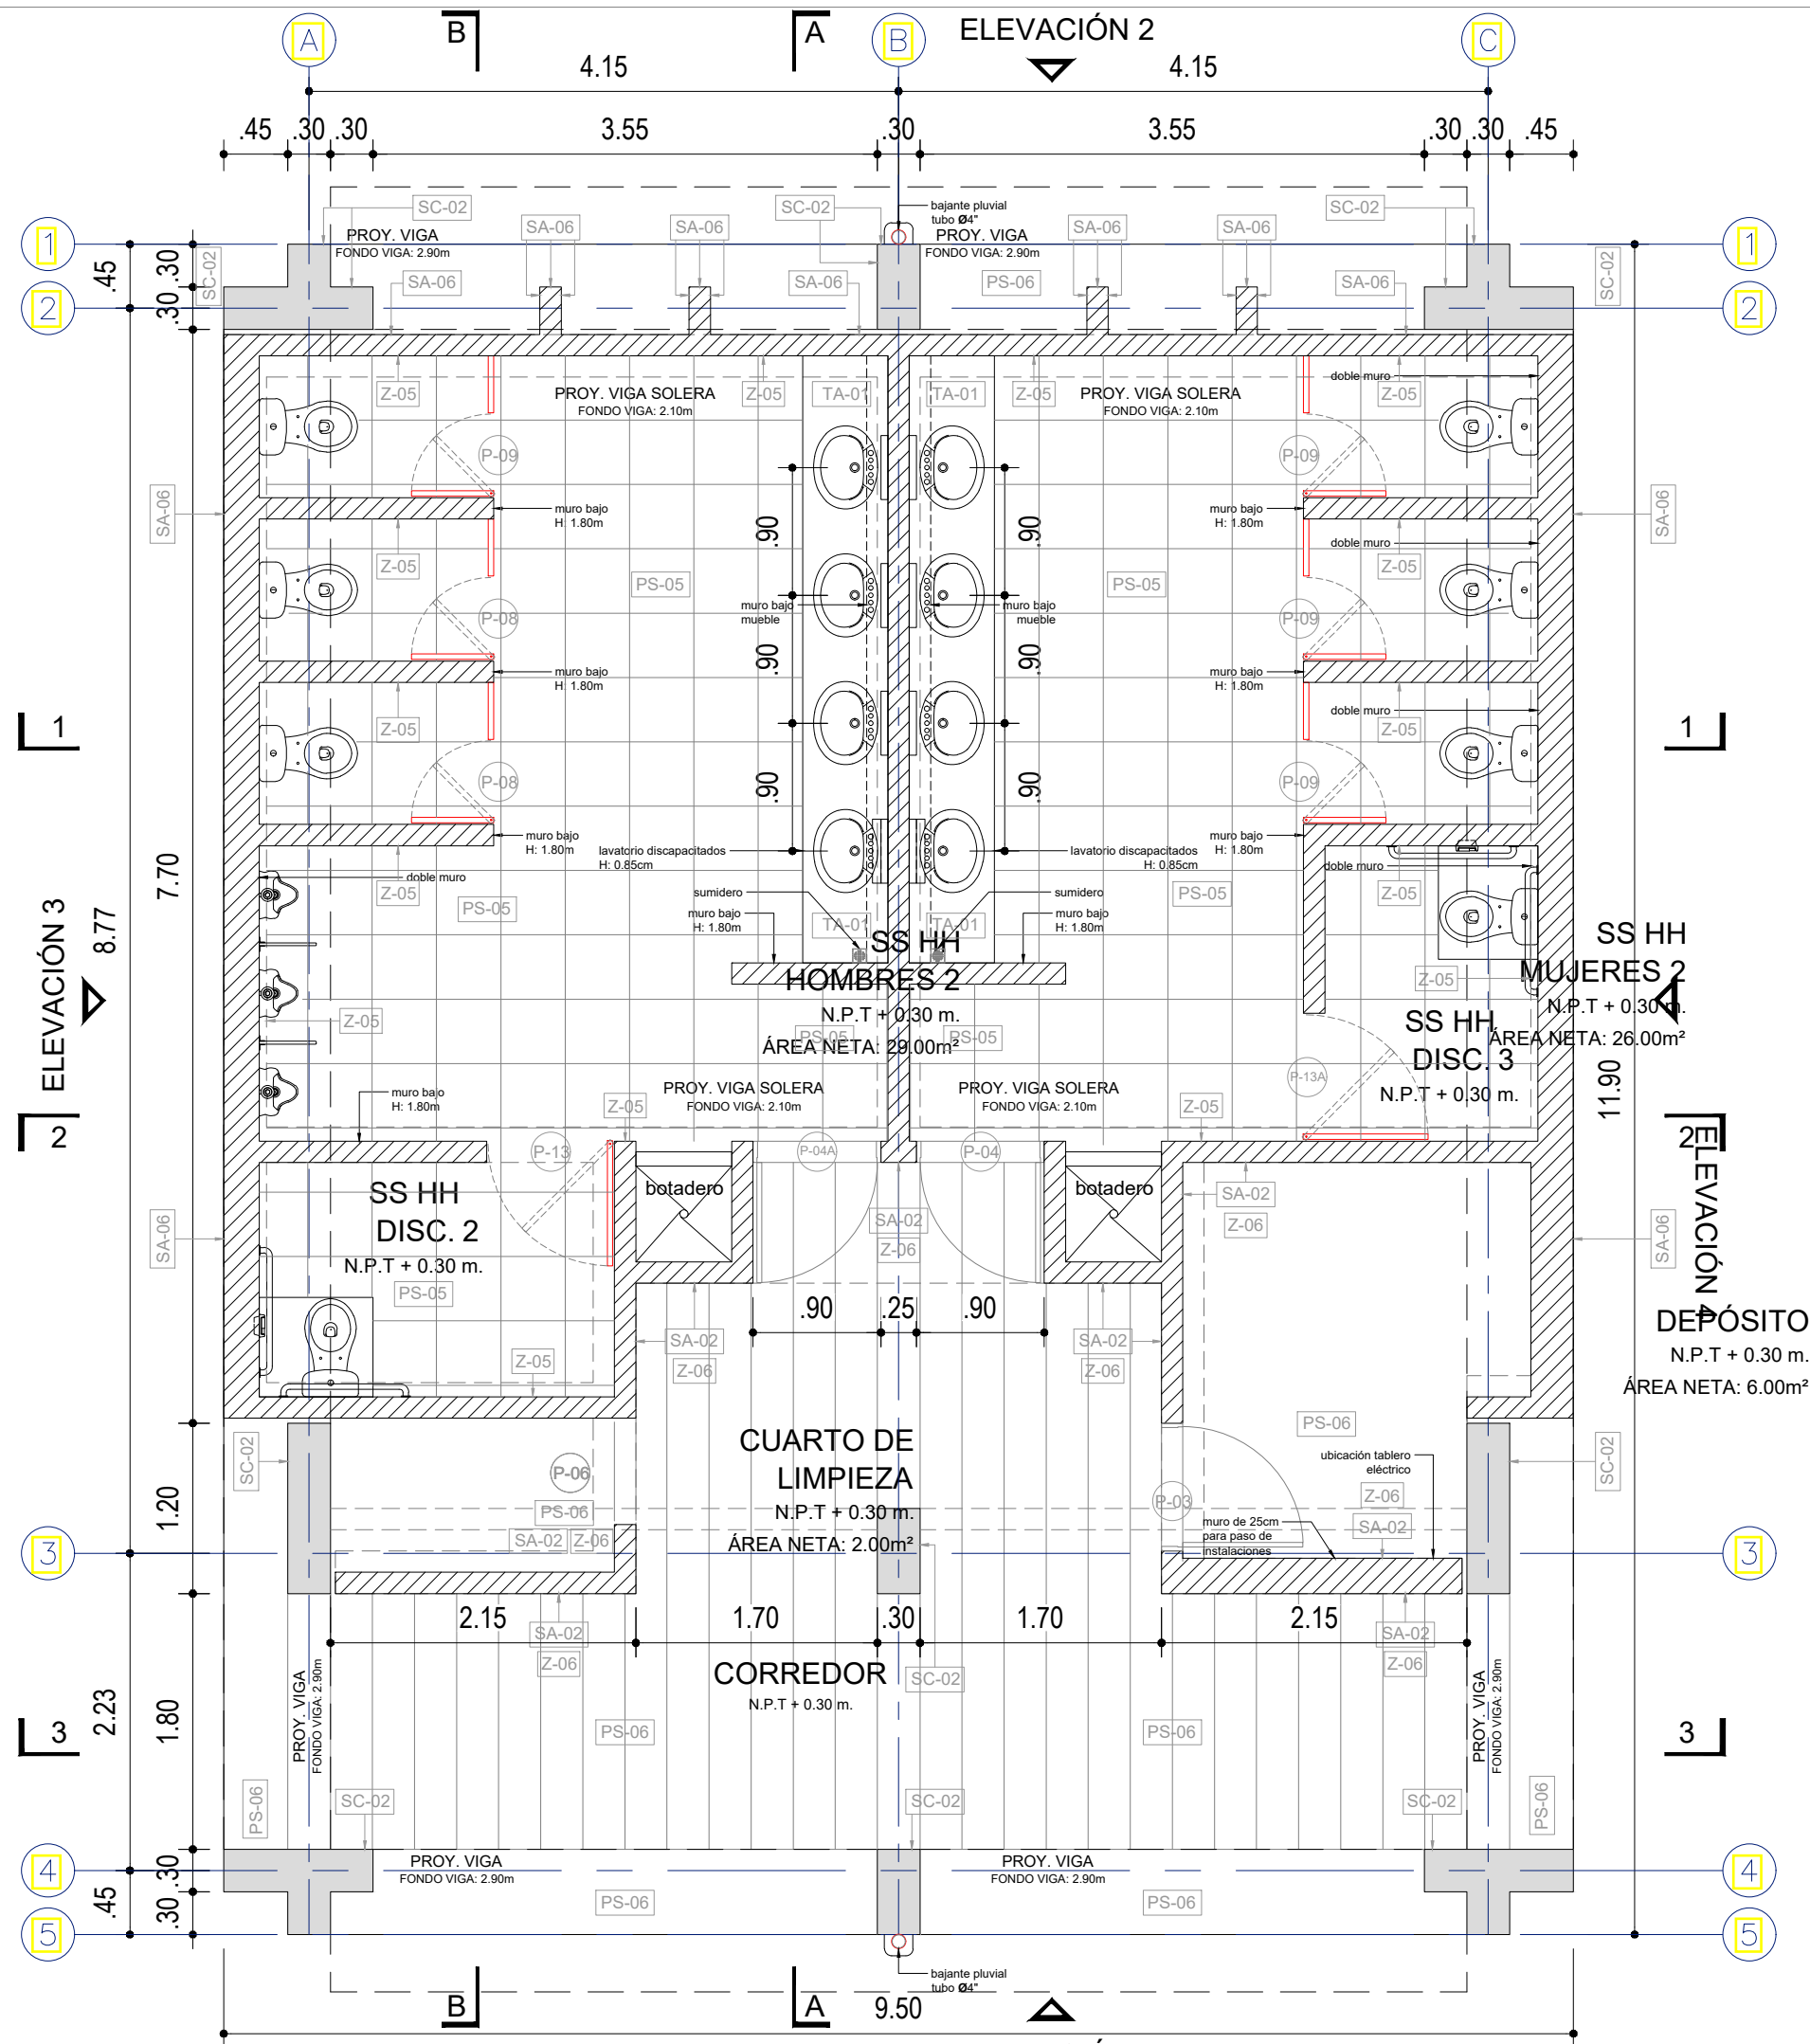 A
B
A
B
ELEVACIÓN 2
C
4.15
4.15
.45
.30
.30
3.55
.30
3.55
.30
.30
.45
SC-02
SC-02
bajante pluvial
tubo Ø4"
SC-02
1
PROY. VIGA
FONDO VIGA: 2.90m
SA-06
SA-06
PROY. VIGA
FONDO VIGA: 2.90m
SA-06
SA-06
1
.45
.30
SC-02
SA-06
SA-06
PS-06
SA-06
SC-02
2
.30
2
Z-05
PROY. VIGA SOLERA
FONDO VIGA: 2.10m
Z-05
TA-01
TA-01
Z-05
PROY. VIGA SOLERA
FONDO VIGA: 2.10m
doble muro
Z-05
P-09
P-09
SA-06
muro bajo
H: 1.80m
.90
.90
muro bajo
H: 1.80m
SA-06
doble muro
Z-05
PS-05
PS-05
Z-05
P-08
muro bajo
mueble
muro bajo
mueble
P-09
muro bajo
H: 1.80m
.90
.90
muro bajo
H: 1.80m
1
Z-05
doble muro
Z-05
1
P-08
.90
.90
P-09
muro bajo
H: 1.80m
lavatorio discapacitados
H: 0.85cm
lavatorio discapacitados
H: 0.85cm
muro bajo
H: 1.80m
7.70
doble muro
Z-05
PS-05
sumidero
sumidero
PS-05
doble muro
Z-05
muro bajo
H: 1.80m
TA-01
TA-01
muro bajo
H: 1.80m
ELEVACIÓN 3
8.77
SS HH
HOMBRES 2
N.P.T + 0.30 m.
ÁREA NETA: 29.00m²
PS-05
PS-05
Z-05
Z-05
SS HH
MUJERES 2
N.P.T + 0.30 m.
ÁREA NETA: 26.00m²
SS HH
DISC. 3
N.P.T + 0.30 m.
P-13A
11.90
muro bajo
H: 1.80m
PROY. VIGA SOLERA
FONDO VIGA: 2.10m
PROY. VIGA SOLERA
FONDO VIGA: 2.10m
Z-05
Z-05
2
2
P-13
P-04A
P-04
ELEVACIÓN 4
SS HH
DISC. 2
N.P.T + 0.30 m.
PS-05
botadero
botadero
SA-02
Z-06
SA-02
Z-06
SA-06
SA-06
.90
.25
.90
SA-02
Z-06
SA-02
Z-06
Z-05
DEPÓSITO
N.P.T + 0.30 m.
ÁREA NETA: 6.00m²
SC-02
1.20
P-06
PS-06
SA-02
Z-06
CUARTO DE
LIMPIEZA
N.P.T + 0.30 m.
ÁREA NETA: 2.00m²
PS-06
ubicación tablero
eléctrico
Z-06
SA-02
P-03
muro de 25cm
para paso de
instalaciones
SC-02
3
3
2.15
1.70
.30
1.70
2.15
SA-02
Z-06
SA-02
Z-06
CORREDOR
N.P.T + 0.30 m.
SC-02
2.23
1.80
PROY. VIGA
FONDO VIGA: 2.90m
PROY. VIGA
FONDO VIGA: 2.90m
3
PS-06
PS-06
3
PS-06
SC-02
SC-02
SC-02
PS-06
4
.30
PROY. VIGA
FONDO VIGA: 2.90m
PROY. VIGA
FONDO VIGA: 2.90m
4
.45
.30
PS-06
PS-06
5
5
bajante pluvial
tubo Ø4"
B
A
9.50